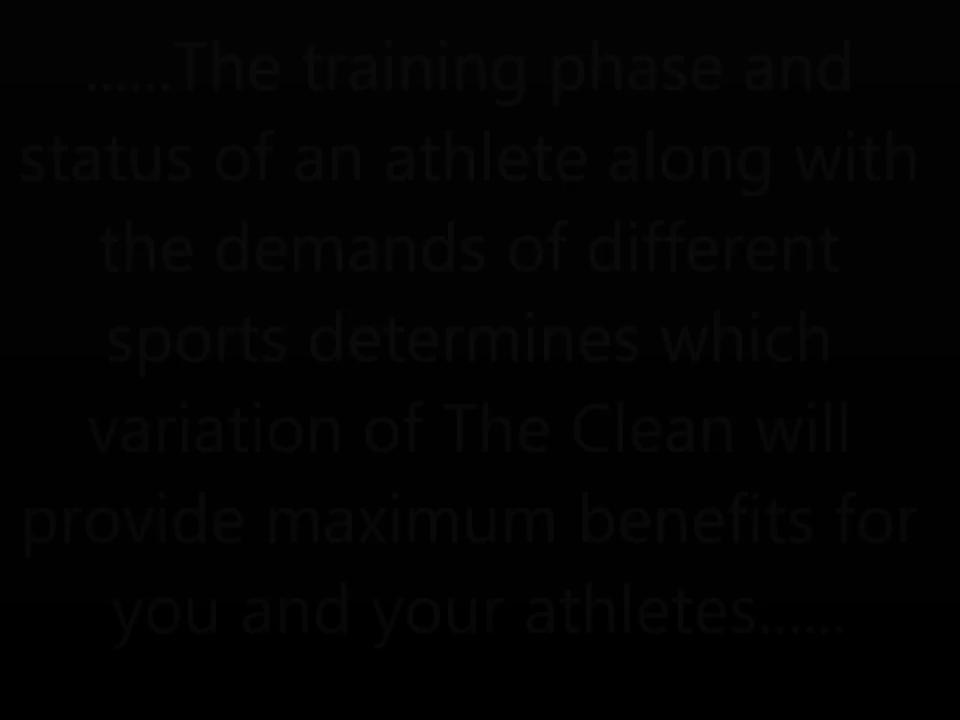 ......The training phase and
status of an athlete along with
the demands of different
sports determines which
variation of The Clean will
provide maximum benefits for
you and your athletes......